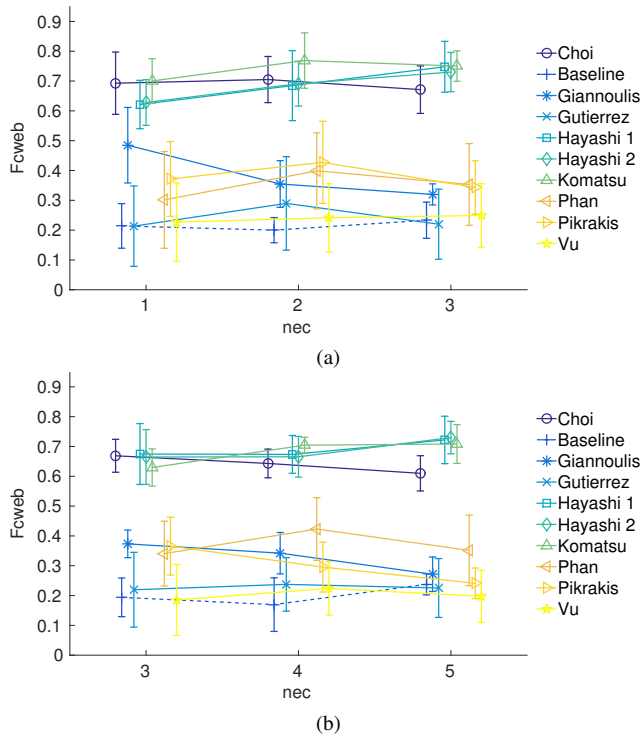 0.9
0.8
0.7
0.6
0.5
0.4
0.3
0.2
0.1
0
Fcweb
1 2 3
nec
Choi
Baseline
Giannoulis
Gutierrez
Hayashi 1
Hayashi 2
Komatsu
Phan
Pikrakis
Vu
(a)
0.9
0.8
0.7
0.6
0.5
0.4
0.3
0.2
0.1
0
Fcweb
3 4 5
nec
Choi
Baseline
Giannoulis
Gutierrez
Hayashi 1
Hayashi 2
Komatsu
Phan
Pikrakis
Vu
(b)